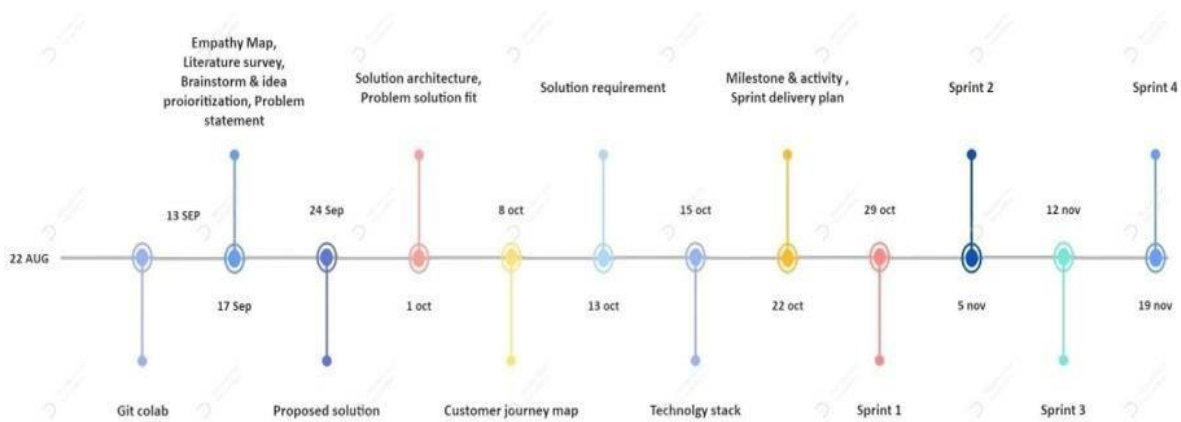 Empathy Map,
Literature survey,
Brainstorm & idea
proioritization, Problem
statement
Solution architecture,
Problem solution fit
Solution requirement
Milestone & activity ,
Sprint delivery plan
Sprint 2
Sprint 4
13 SEP
24 Sep
8 oct
15 oct
29 oct
12 nov
22 AUG
17 Sep
1 oct
13 oct
22 oct
5 nov
19 nov
Git colab
Proposed solution
Customer journey map
Technolgy stack
Sprint 1
Sprint 3